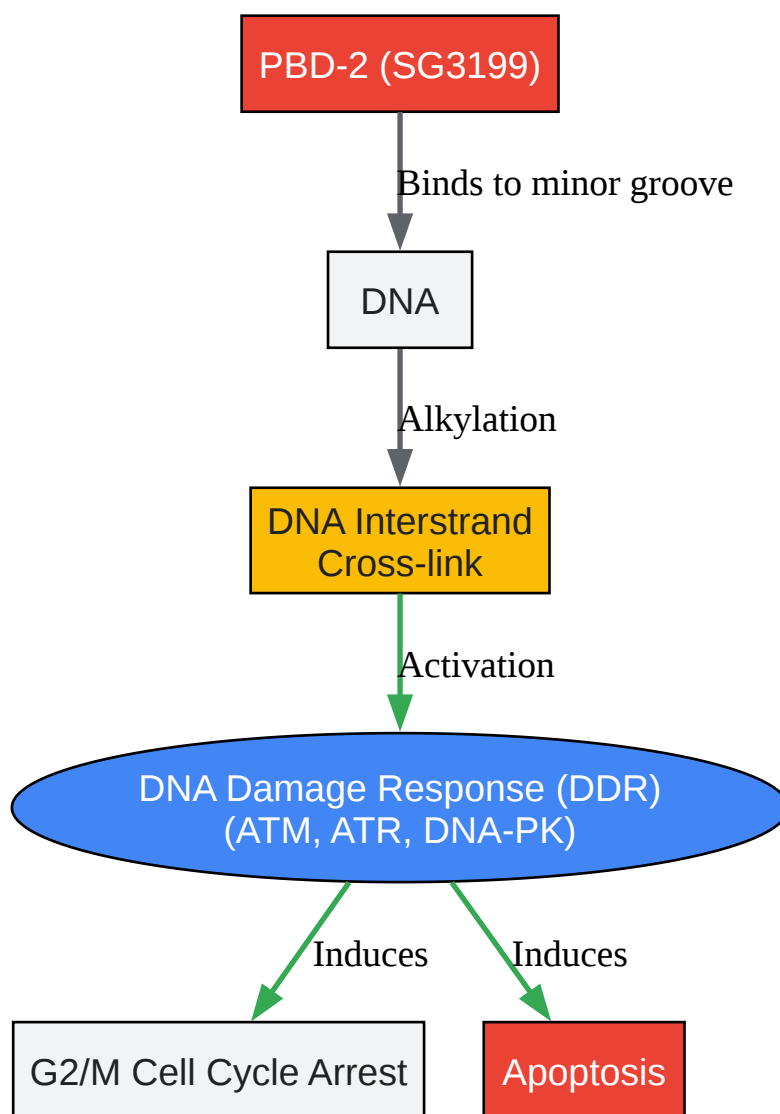 PBD-2 (SG3199)
Binds to minor groove
DNA
Alkylation
DNA Interstrand
Cross-link
Activation
DNA Damage Response (DDR)
(ATM, ATR, DNA-PK)
Induces
Induces
G2/M Cell Cycle Arrest
Apoptosis